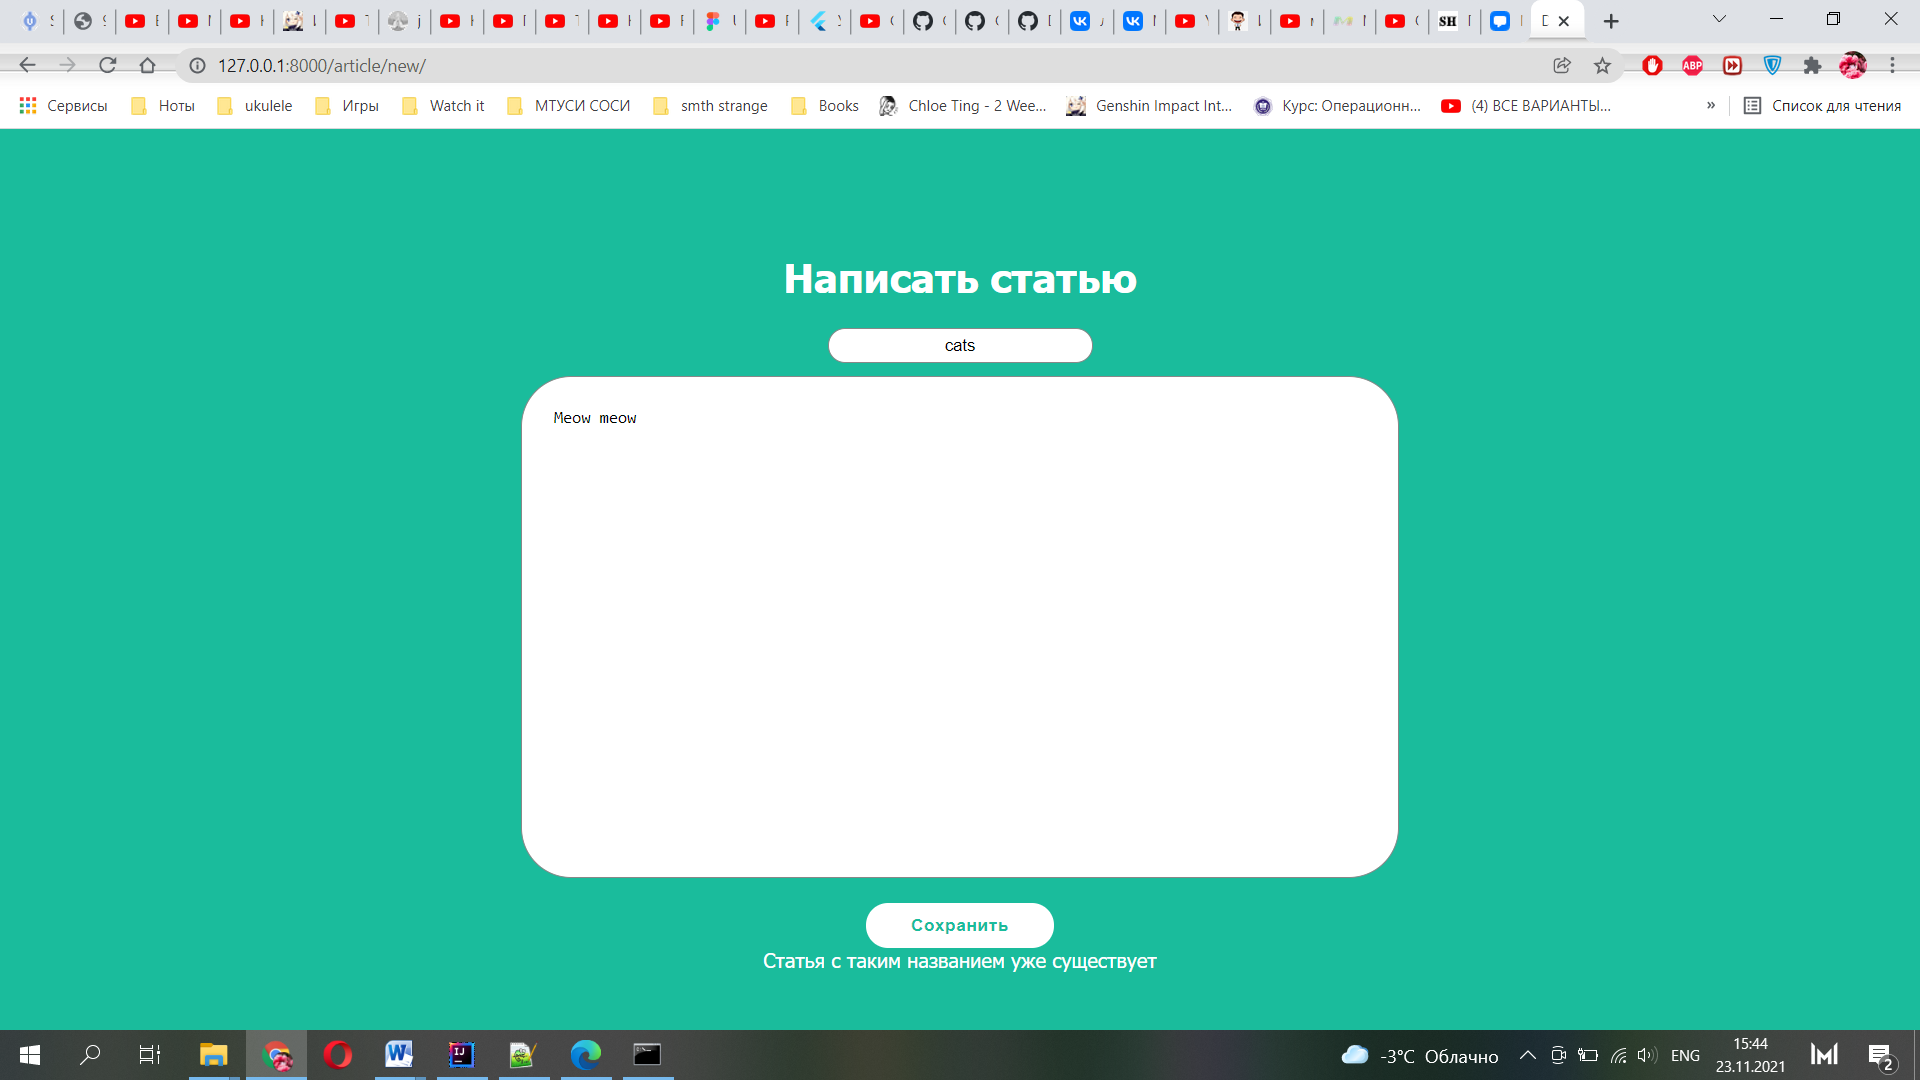 127.0.0.1:8000/article/new/
Сервисы Ноты ukulele Игры Watch it МТУСИ СОСИ smth strange Books Chloe Ting - 2 Wee... Genshin Impact Int... Курс: Операционн... (4) ВСЕ ВАРИАНТЫ... » Список для чтения
Написать статью
cats
Meow meow
Сохранить
Статья с таким названием уже существует
-3°C Облачно ENG 15:44
23.11.2021
2